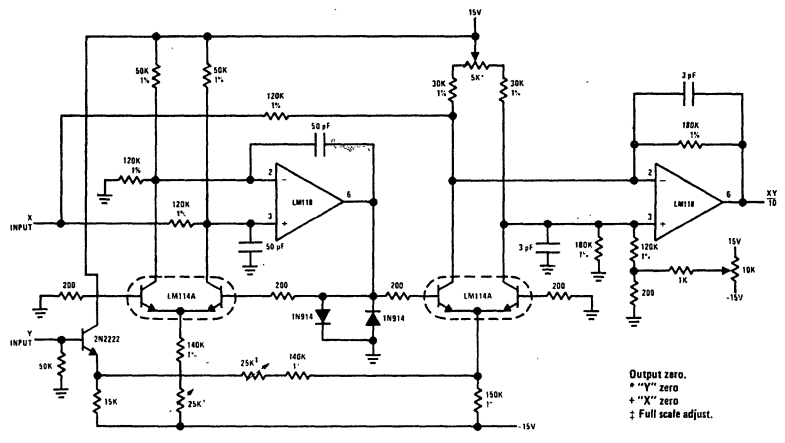 15V
50K
1%
50K
1%
30K
1%
5K*
30K
1%
3 pF
120K
1%
50 pF
180K
1%
120K
1%
2
LM118
6
2
LM118
6
XY
10
120K
1%
3
3
X
INPUT
50 pF
3 pF
180K
1%
120K
1%
15V
10K
200
LM114A
200
200
LM114A
200
1K
200
-15V
1N914
1N914
Y
INPUT
2N2222
140K
1%
25K‡
140K
1%
50K
15K
25K+
150K
1%
-15V
Output zero.
* "Y" zero
+ "X" zero
‡ Full scale adjust.